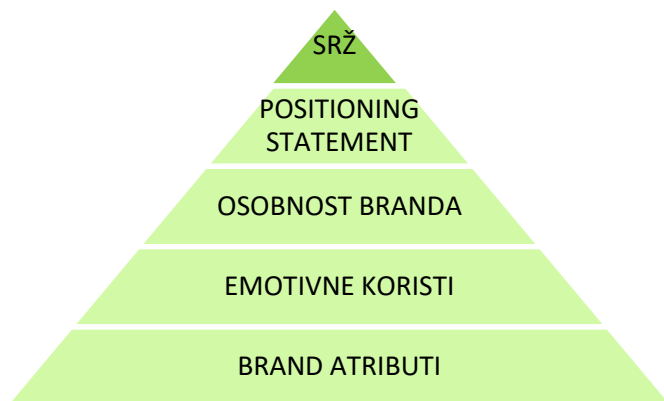 SRŽ
POSITIONING
STATEMENT
OSOBNOST BRANDA
EMOTIVNE KORISTI
BRAND ATRIBUTI